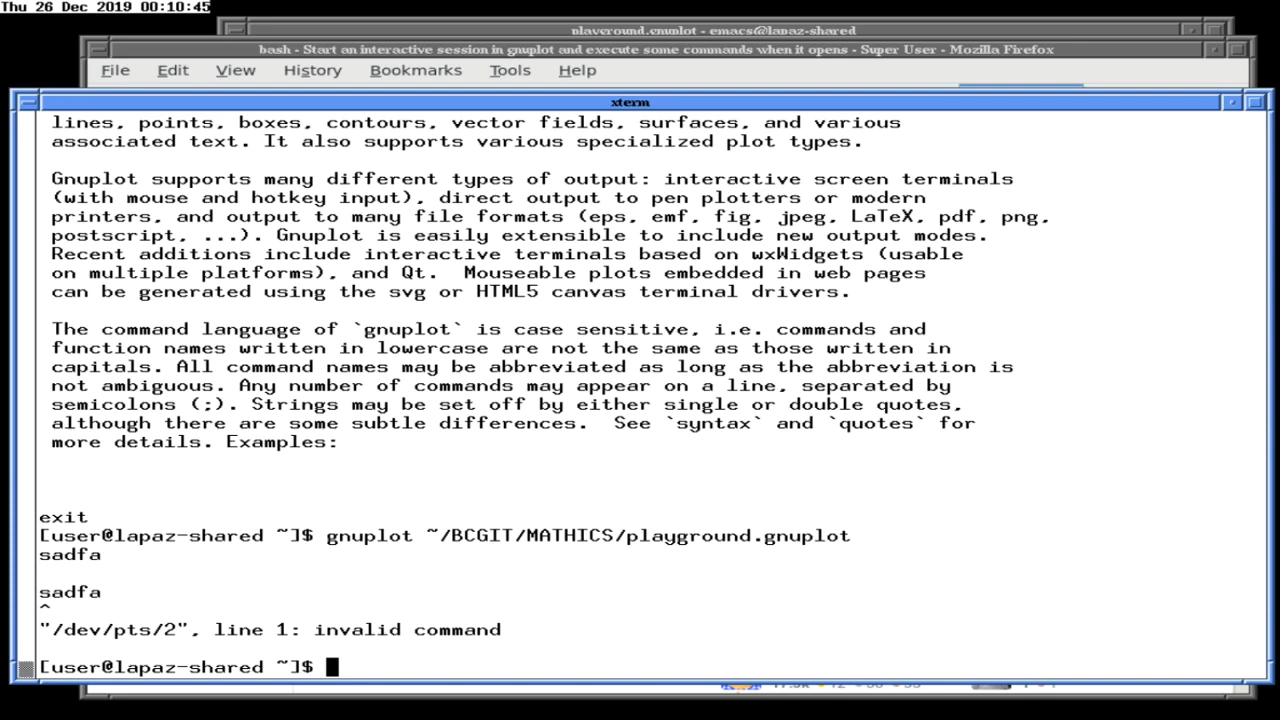 Thu 26 Dec 2019 00:10:45
playground.gnuplot - emacs@lapaz-shared
bash - Start an interactive session in gnuplot and execute some commands when it opens - Super User - Mozilla Firefox
File Edit View History Bookmarks Tools Help
xterm
lines, points, boxes, contours, vector fields, surfaces, and various
associated text. It also supports various specialized plot types.
Gnuplot supports many different types of output: interactive screen terminals
(with mouse and hotkey input), direct output to pen plotters or modern
printers, and output to many file formats (eps, emf, fig, jpeg, LaTeX, pdf, png,
postscript, ...). Gnuplot is easily extensible to include new output modes.
Recent additions include interactive terminals based on wxWidgets (usable
on multiple platforms), and Qt.  Mouseable plots embedded in web pages
can be generated using the svg or HTML5 canvas terminal drivers.
The command language of `gnuplot` is case sensitive, i.e. commands and
function names written in lowercase are not the same as those written in
capitals. All command names may be abbreviated as long as the abbreviation is
not ambiguous. Any number of commands may appear on a line, separated by
semicolons (;). Strings may be set off by either single or double quotes,
although there are some subtle differences.  See `syntax` and `quotes` for
more details. Examples:
exit
[user@lapaz-shared ~]$ gnuplot ~/BCGIT/MATHICS/playground.gnuplot
sadfa
sadfa
^
"/dev/pts/2", line 1: invalid command
[user@lapaz-shared ~]$